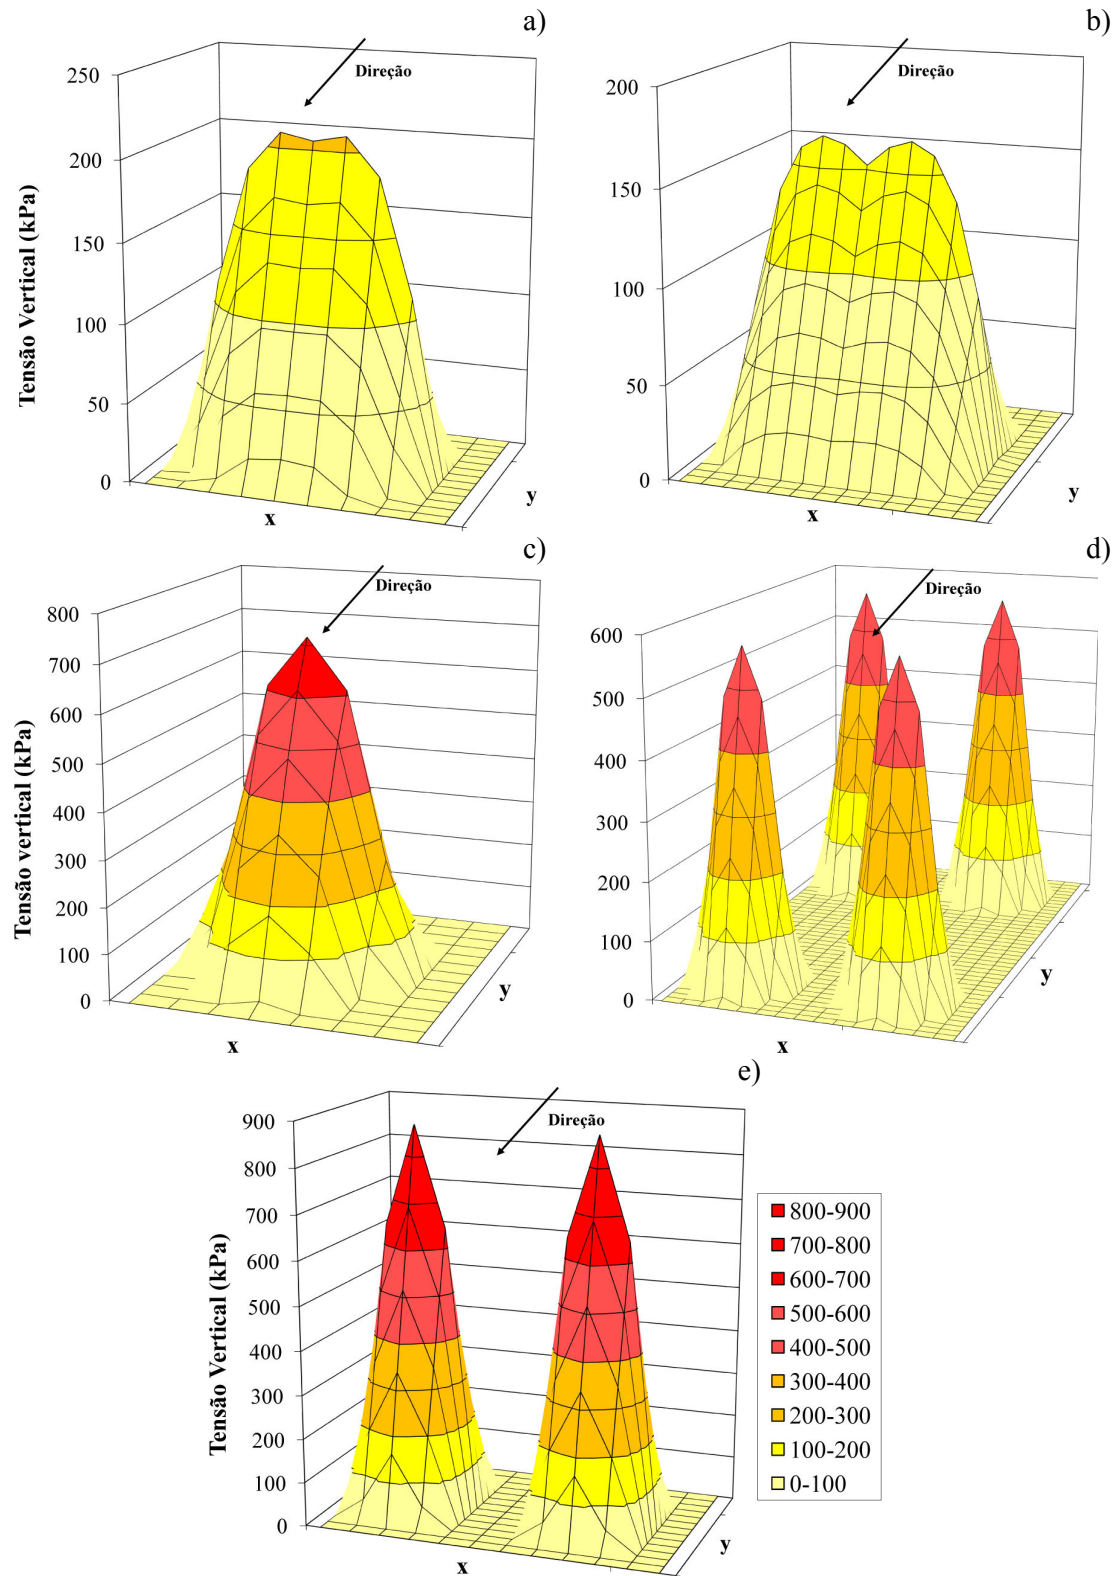 a)
Direção
Tensão Vertical (kPa)
250
200
150
100
50
0
x
y
b)
Direção
200
150
100
50
0
x
y
c)
Direção
Tensão vertical (kPa)
800
700
600
500
400
300
200
100
0
x
y
d)
Direção
600
500
400
300
200
100
0
x
y
e)
Direção
Tensão Vertical (kPa)
900
800
700
600
500
400
300
200
100
0
x
y
800-900
700-800
600-700
500-600
400-500
300-400
200-300
100-200
0-100